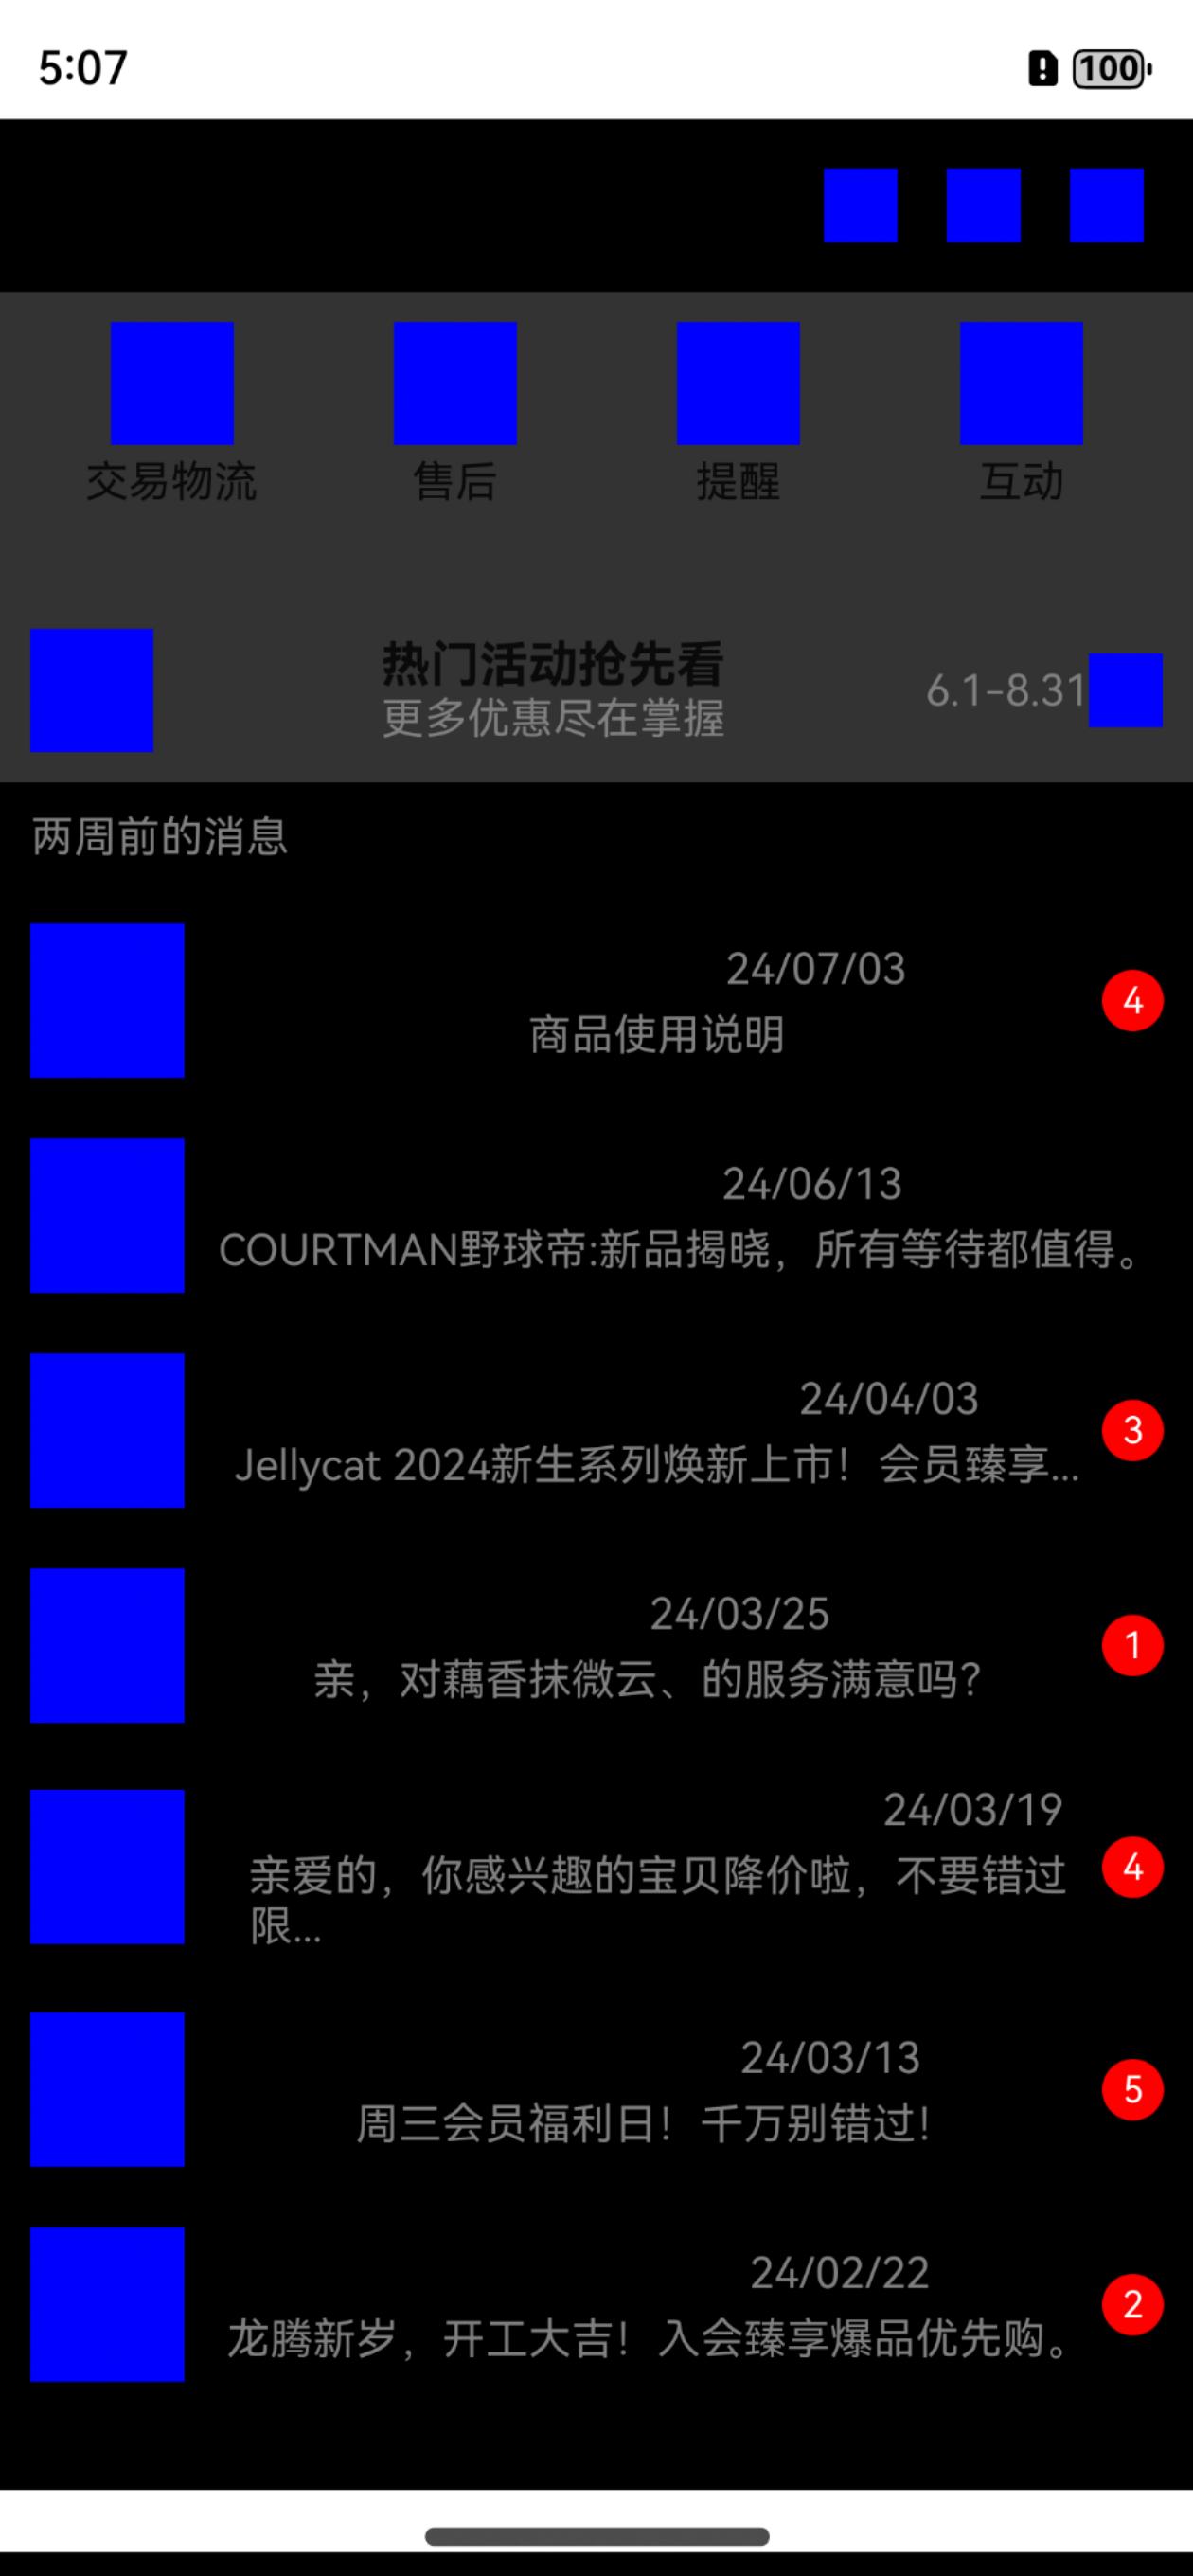 5:07
100
交易物流
售后
提醒
互动
热门活动抢先看
更多优惠尽在掌握
6.1-8.31
两周前的消息
24/07/03
商品使用说明
4
24/06/13
COURTMAN野球帝:新品揭晓，所有等待都值得。
24/04/03
Jellycat 2024新生系列焕新上市！会员臻享...
3
24/03/25
亲，对藕香抹微云、的服务满意吗？
1
24/03/19
亲爱的，你感兴趣的宝贝降价啦，不要错过
限...
4
24/03/13
周三会员福利日！千万别错过！
5
24/02/22
龙腾新岁，开工大吉！入会臻享爆品优先购。
2